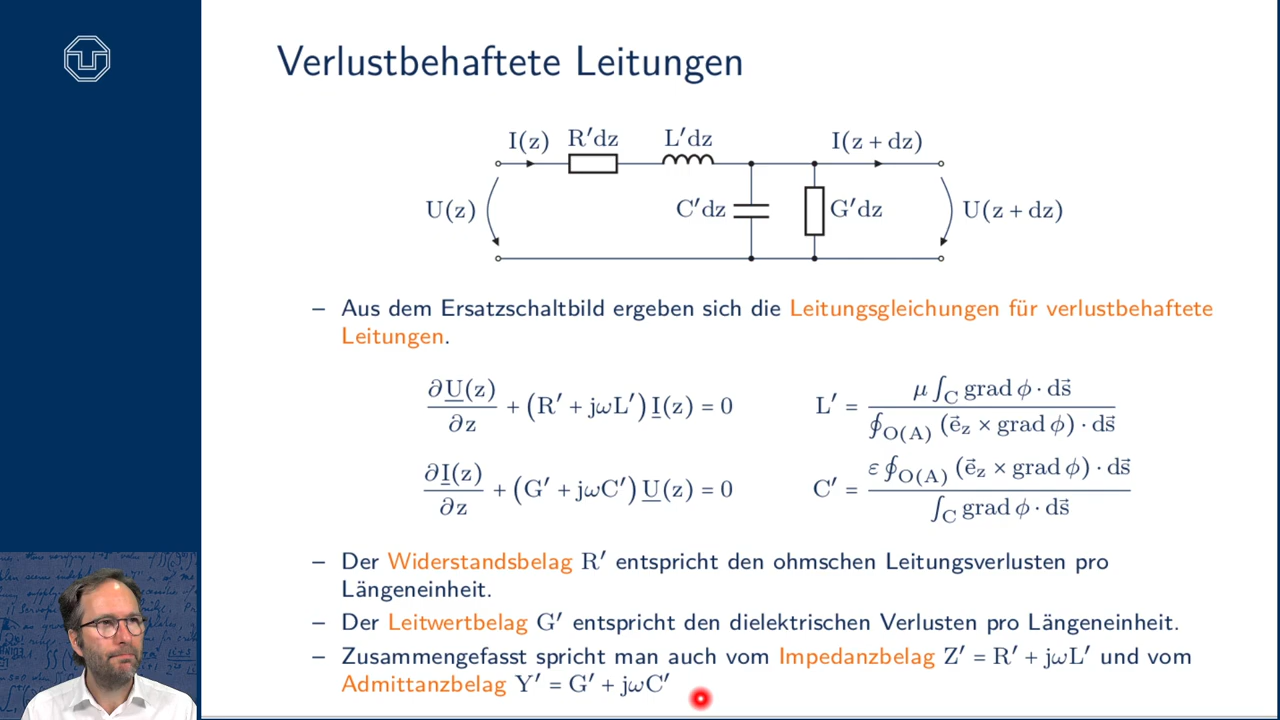 Verlustbehaftete Leitungen
I(z) R′dz L′dz I(z + dz)
U(z) C′dz G′dz U(z + dz)
– Aus dem Ersatzschaltbild ergeben sich die Leitungsgleichungen für verlustbehaftete
Leitungen.
∂U̲(z)/∂z + (R′ + jωL′) I̲(z) = 0 L′ = μ ∫_C grad ϕ · ds⃗ / ∮_O(A) (e⃗_z × grad ϕ) · ds⃗
∂I̲(z)/∂z + (G′ + jωC′) U̲(z) = 0 C′ = ε ∮_O(A) (e⃗_z × grad ϕ) · ds⃗ / ∫_C grad ϕ · ds⃗
– Der Widerstandsbelag R′ entspricht den ohmschen Leitungsverlusten pro
Längeneinheit.
– Der Leitwertbelag G′ entspricht den dielektrischen Verlusten pro Längeneinheit.
– Zusammengefasst spricht man auch vom Impedanzbelag Z′ = R′ + jωL′ und vom
Admittanzbelag Y′ = G′ + jωC′